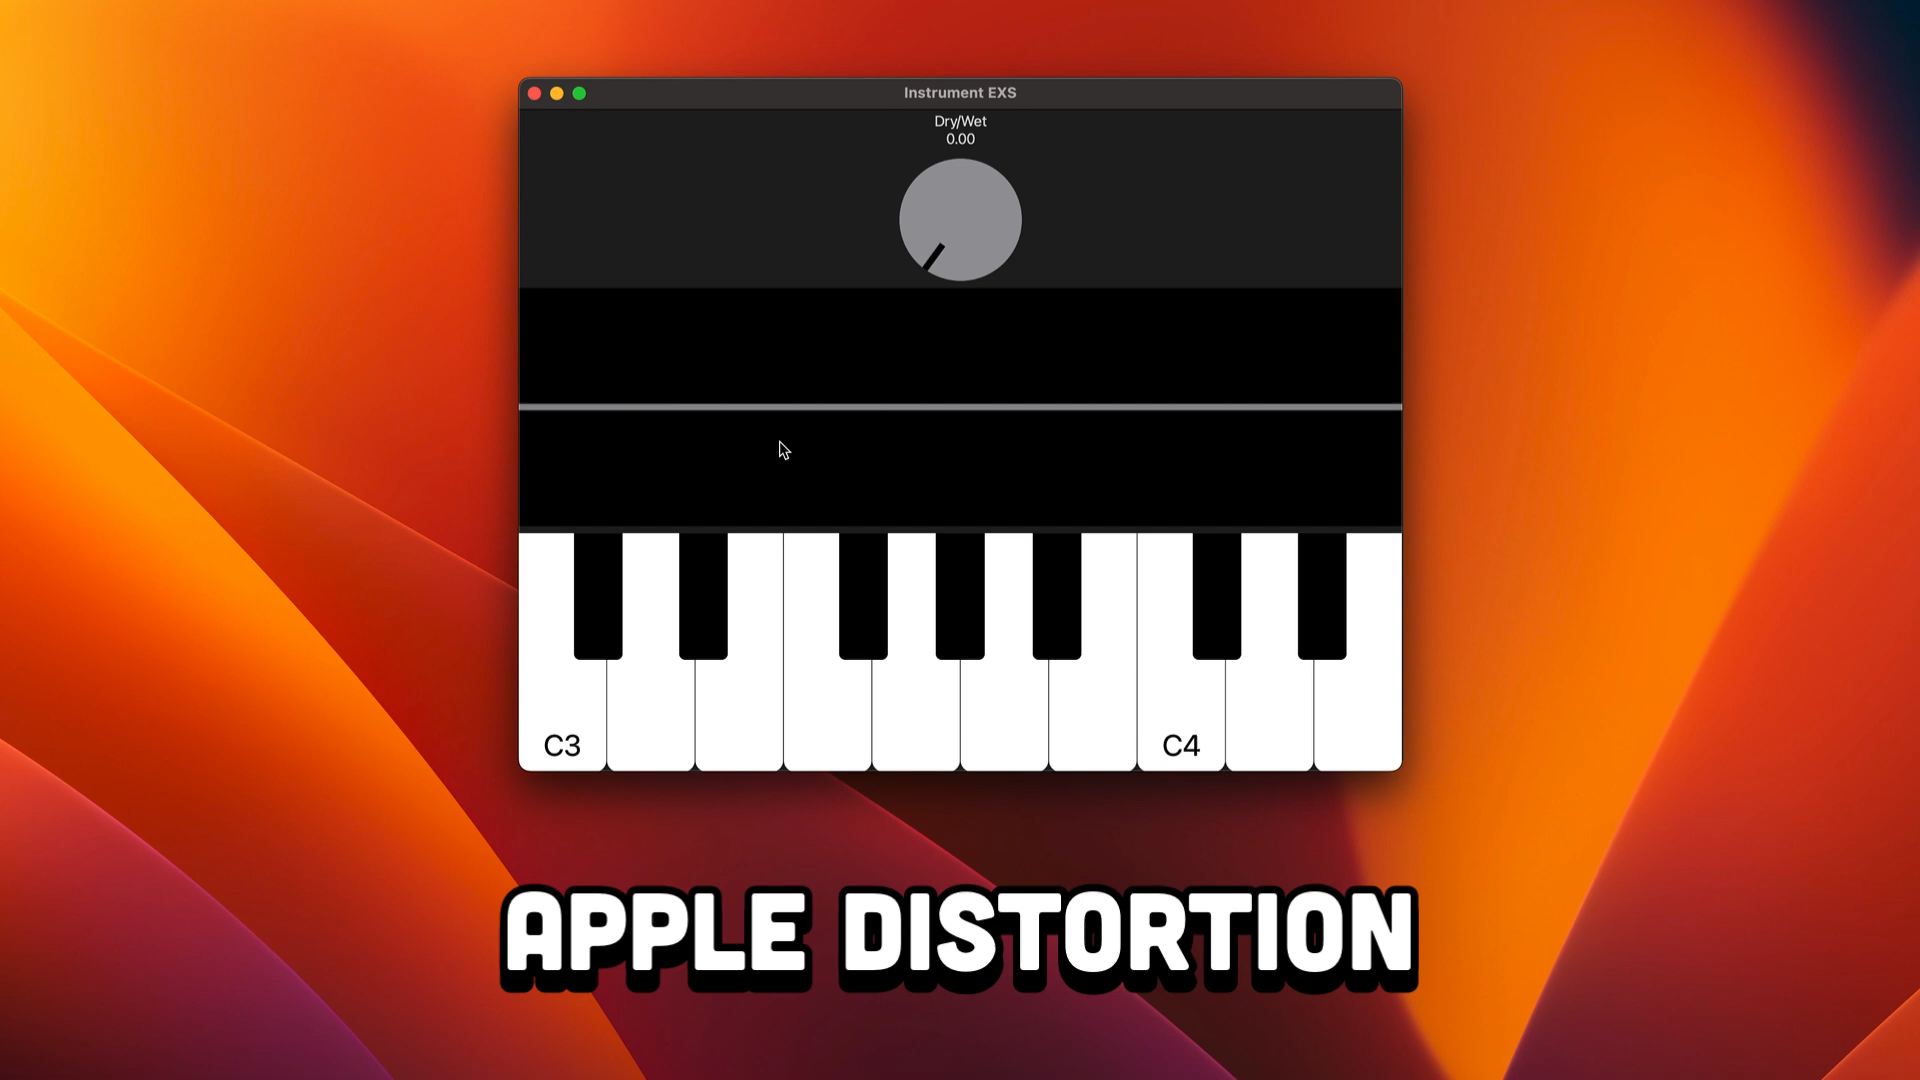 Instrument EXS
Dry/Wet
0.00
C3 C4
APPLE DISTORTION